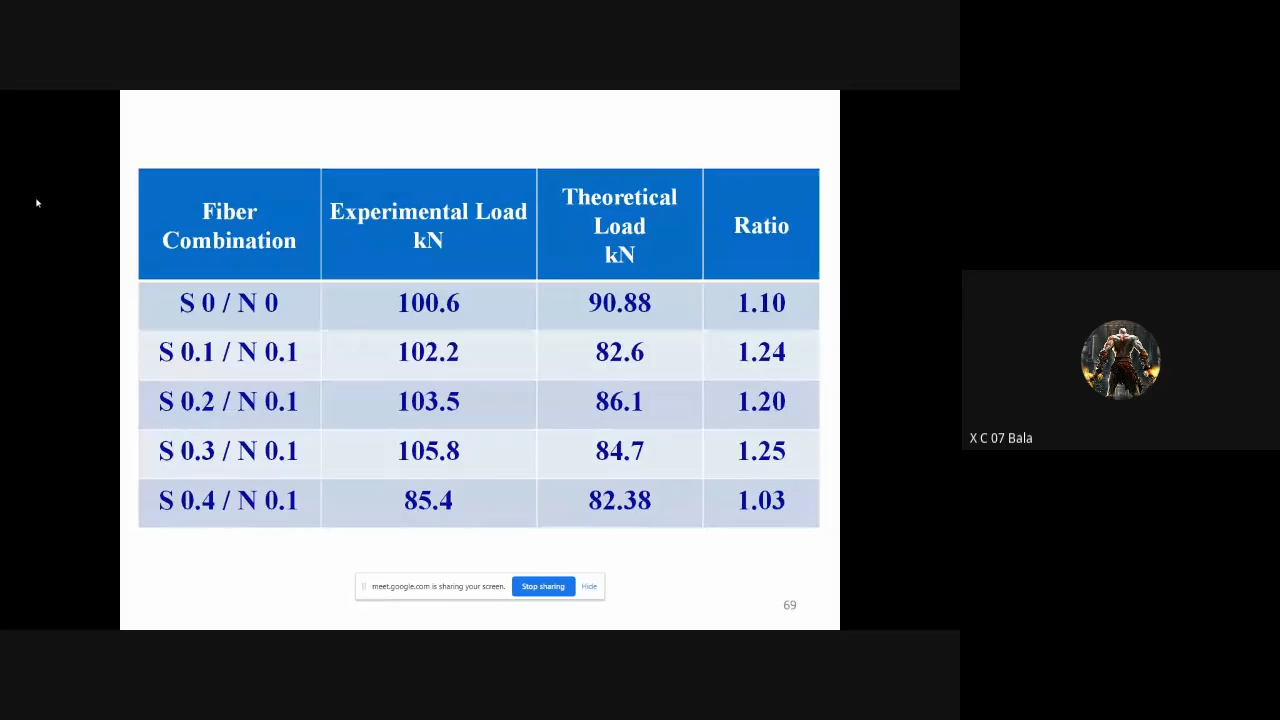 Fiber
Combination
Experimental Load
kN
Theoretical
Load
kN
Ratio
S 0 / N 0 100.6 90.88 1.10
S 0.1 / N 0.1 102.2 82.6 1.24
S 0.2 / N 0.1 103.5 86.1 1.20
S 0.3 / N 0.1 105.8 84.7 1.25
S 0.4 / N 0.1 85.4 82.38 1.03
meet.google.com is sharing your screen. Stop sharing Hide
69
X C 07 Bala